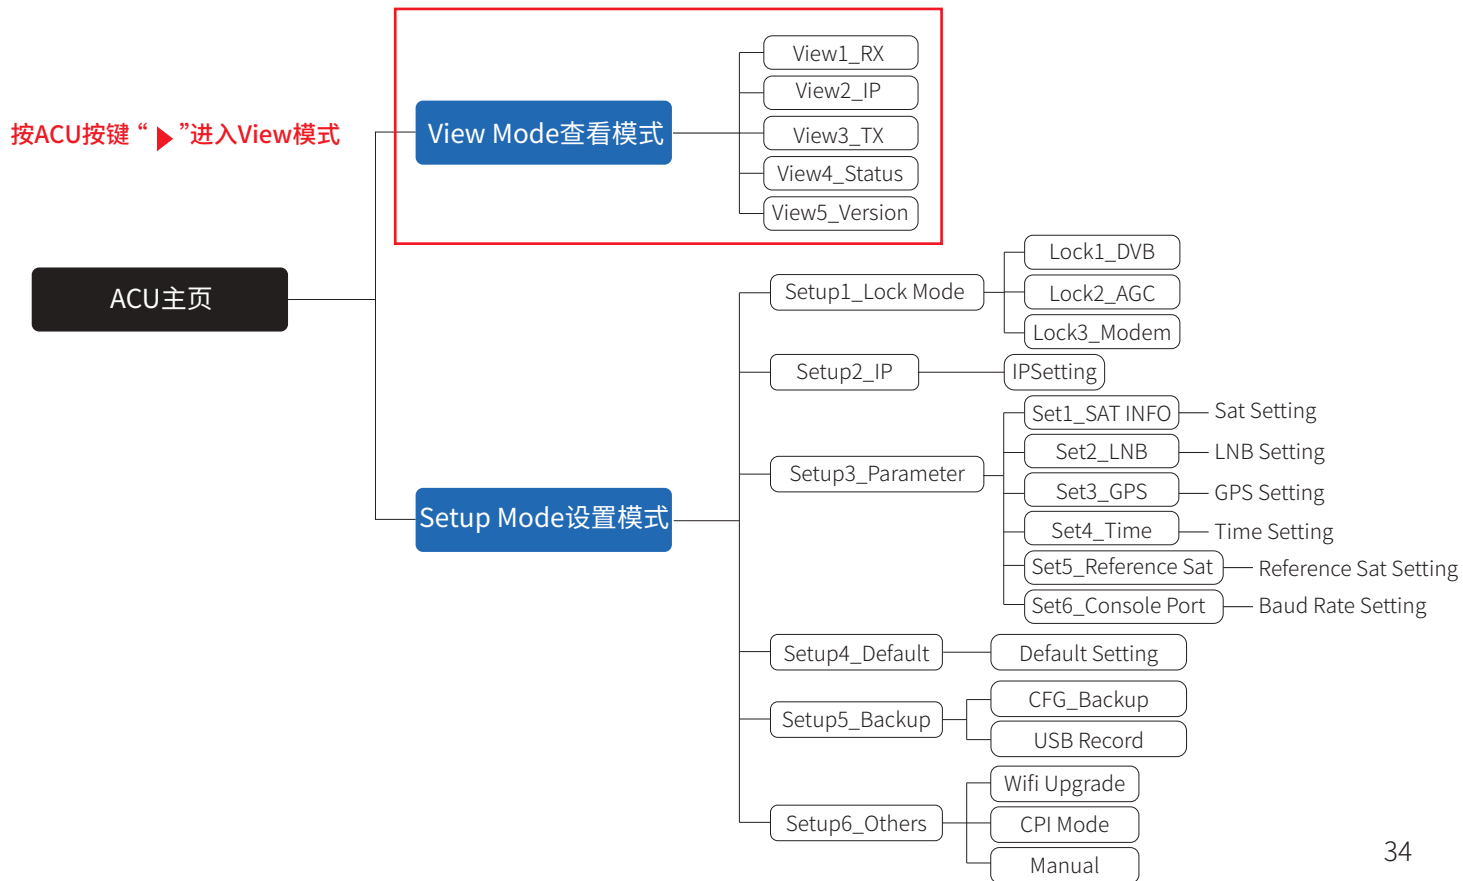 View1_RX
View2_IP
按ACU按键 “ ▶ ”进入View模式
View Mode查看模式
View3_TX
View4_Status
View5_Version
ACU主页
Setup1_Lock Mode
Lock1_DVB
Lock2_AGC
Lock3_Modem
Setup2_IP
IPSetting
Setup Mode设置模式
Setup3_Parameter
Set1_SAT INFO
Sat Setting
Set2_LNB
LNB Setting
Set3_GPS
GPS Setting
Set4_Time
Time Setting
Set5_Reference Sat
Reference Sat Setting
Set6_Console Port
Baud Rate Setting
Setup4_Default
Default Setting
Setup5_Backup
CFG_Backup
USB Record
Setup6_Others
Wifi Upgrade
CPI Mode
Manual
34